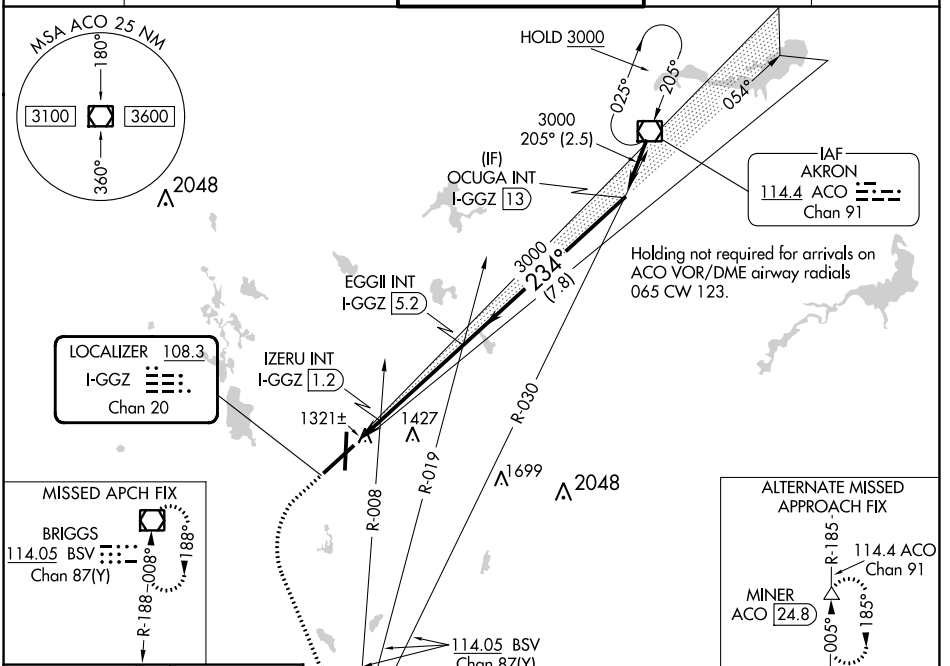 MSA ACO 25 NM
180°
3100
3600
360°
2048
HOLD 3000
025°
205°
054°
3000
205° (2.5)
(IF)
OCUGA INT
I-GGZ 13
IAF
AKRON
114.4 ACO
Chan 91
Holding not required for arrivals on
ACO VOR/DME airway radials
065 CW 123.
3000
234°
(7.8)
EGGII INT
I-GGZ 5.2
LOCALIZER 108.3
I-GGZ
Chan 20
IZERU INT
I-GGZ 1.2
1321±
1427
R-008
R-019
R-030
1699
2048
MISSED APCH FIX
BRIGGS
114.05 BSV
Chan 87(Y)
R-188
008°
188°
ALTERNATE MISSED
APPROACH FIX
R-185
114.4 ACO
Chan 91
MINER
ACO 24.8
005°
185°
114.05 BSV
Chan 87(Y)